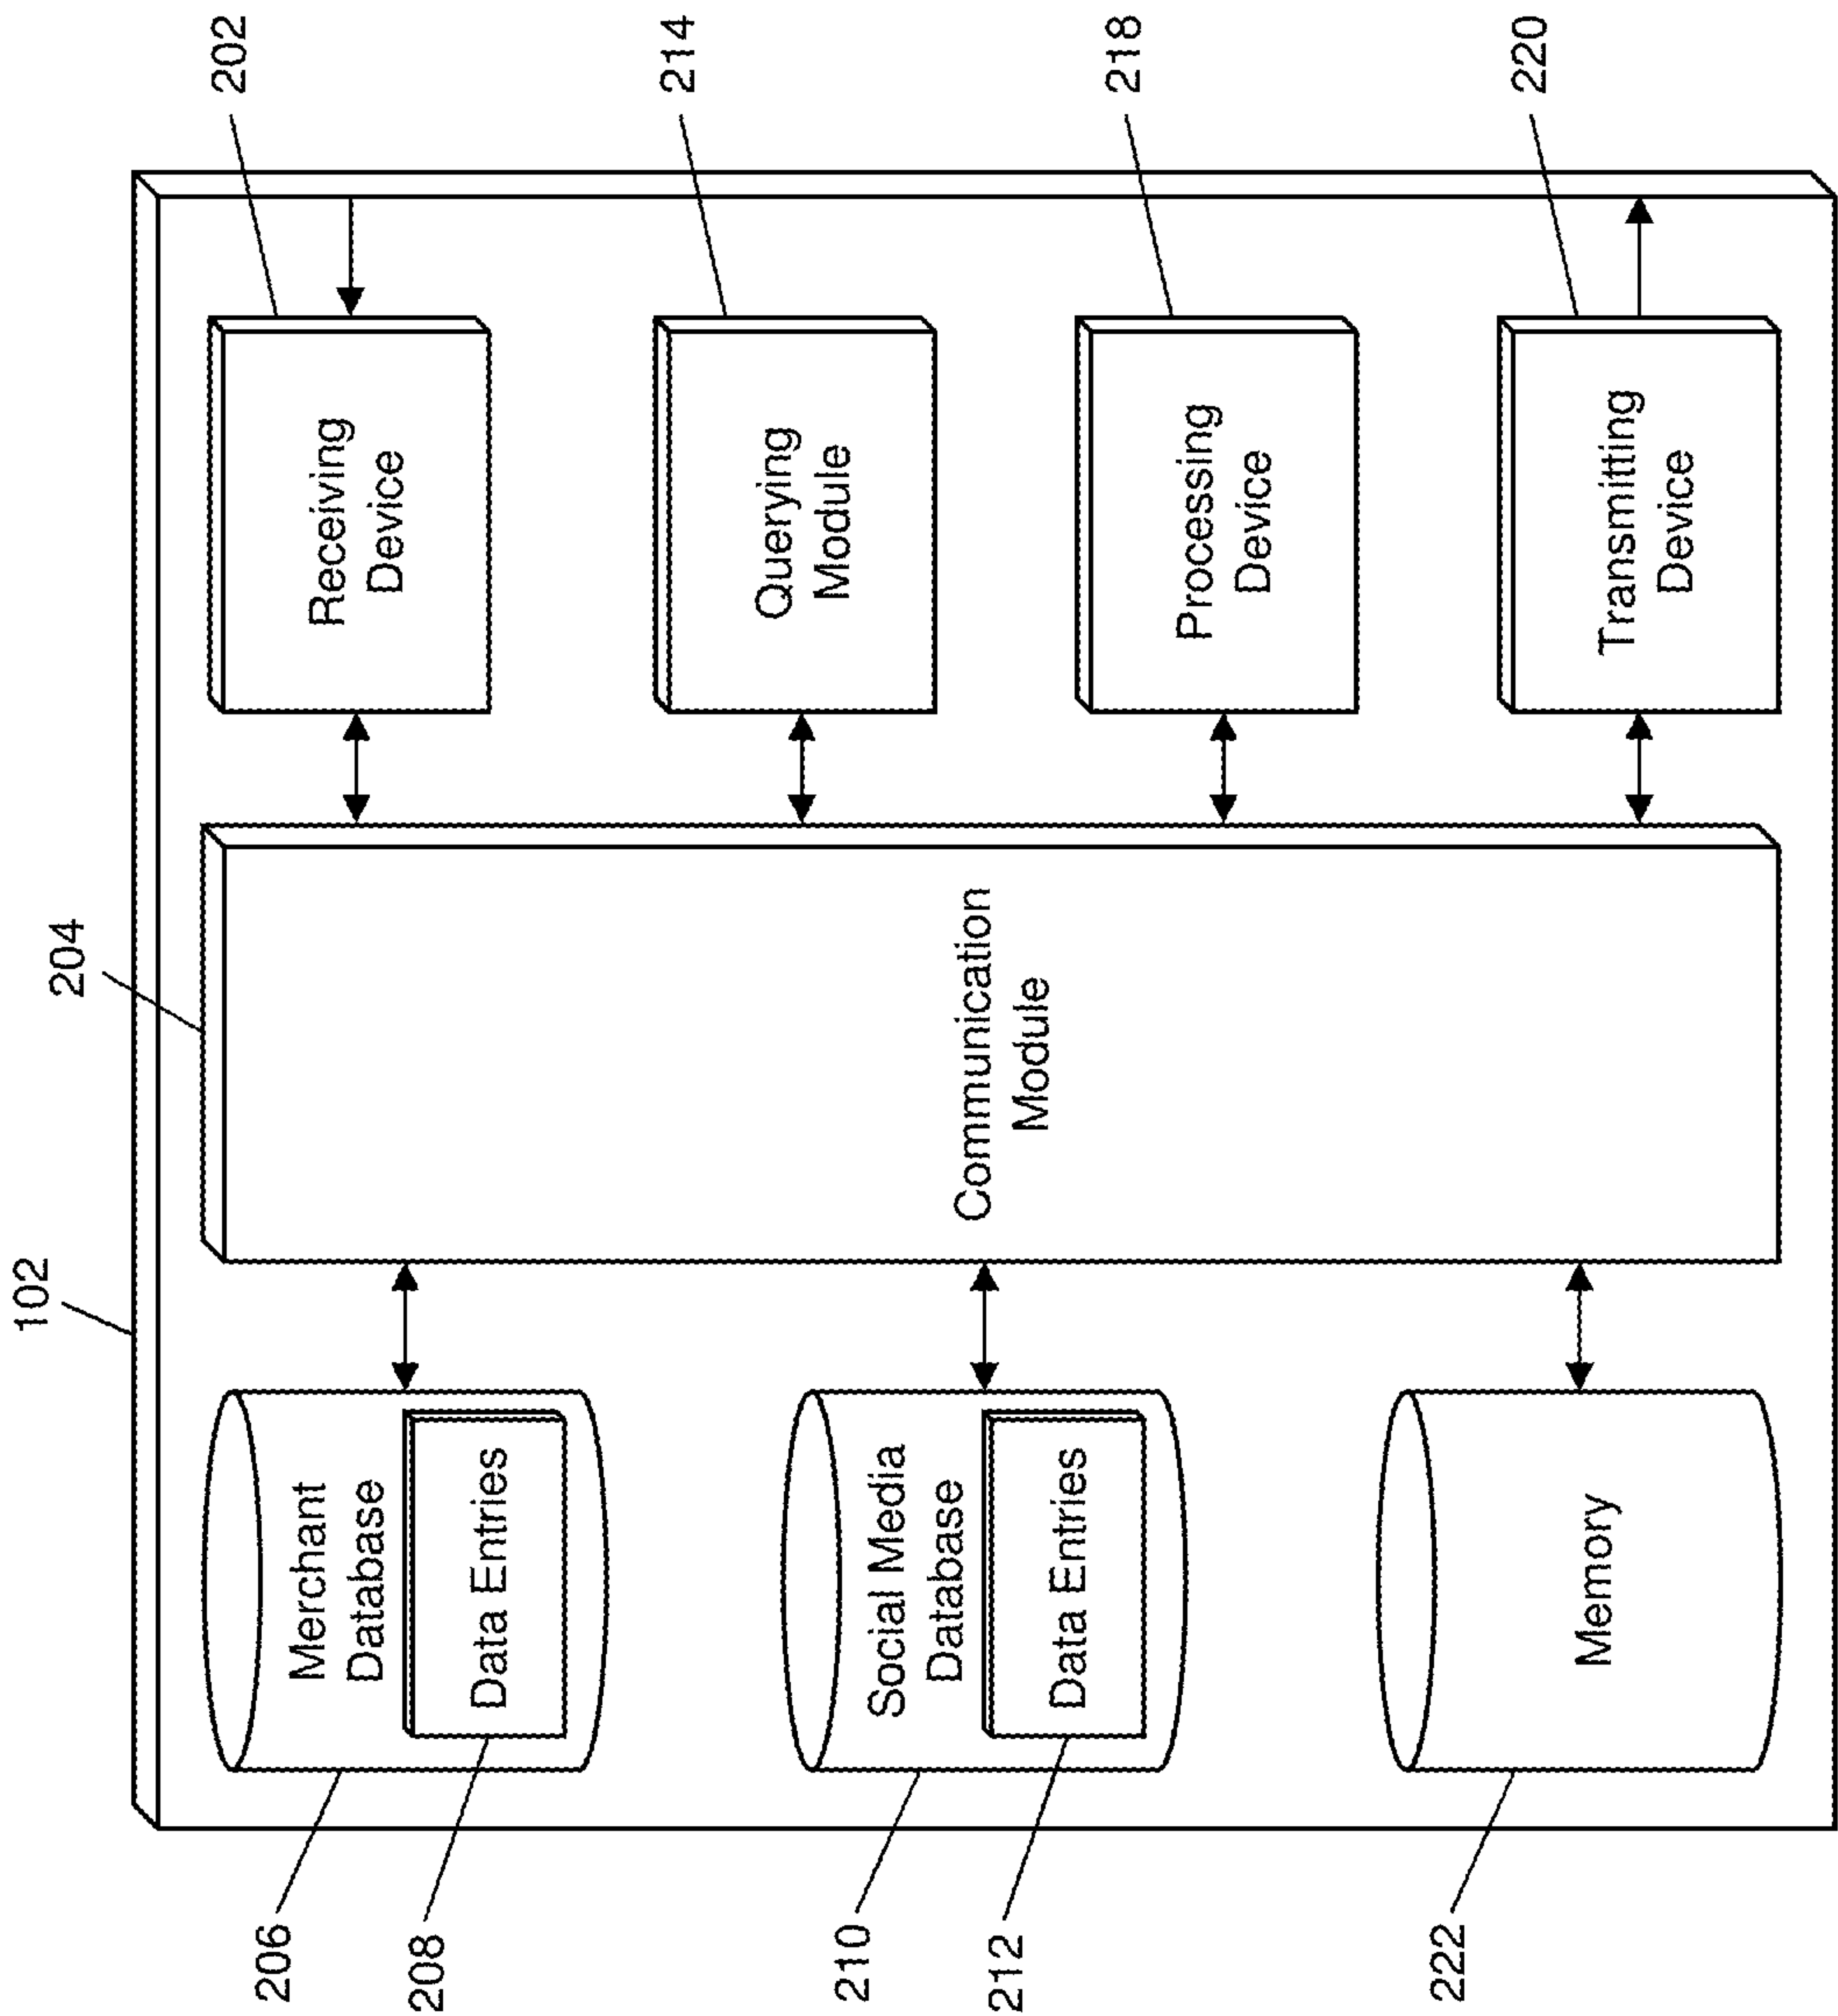 102
204
206
Merchant
Database
208
Data Entries
210
Social Media
Database
212
Data Entries
222
Memory
Communication
Module
Receiving
Device
202
Querying
Module
214
Processing
Device
218
Transmitting
Device
220